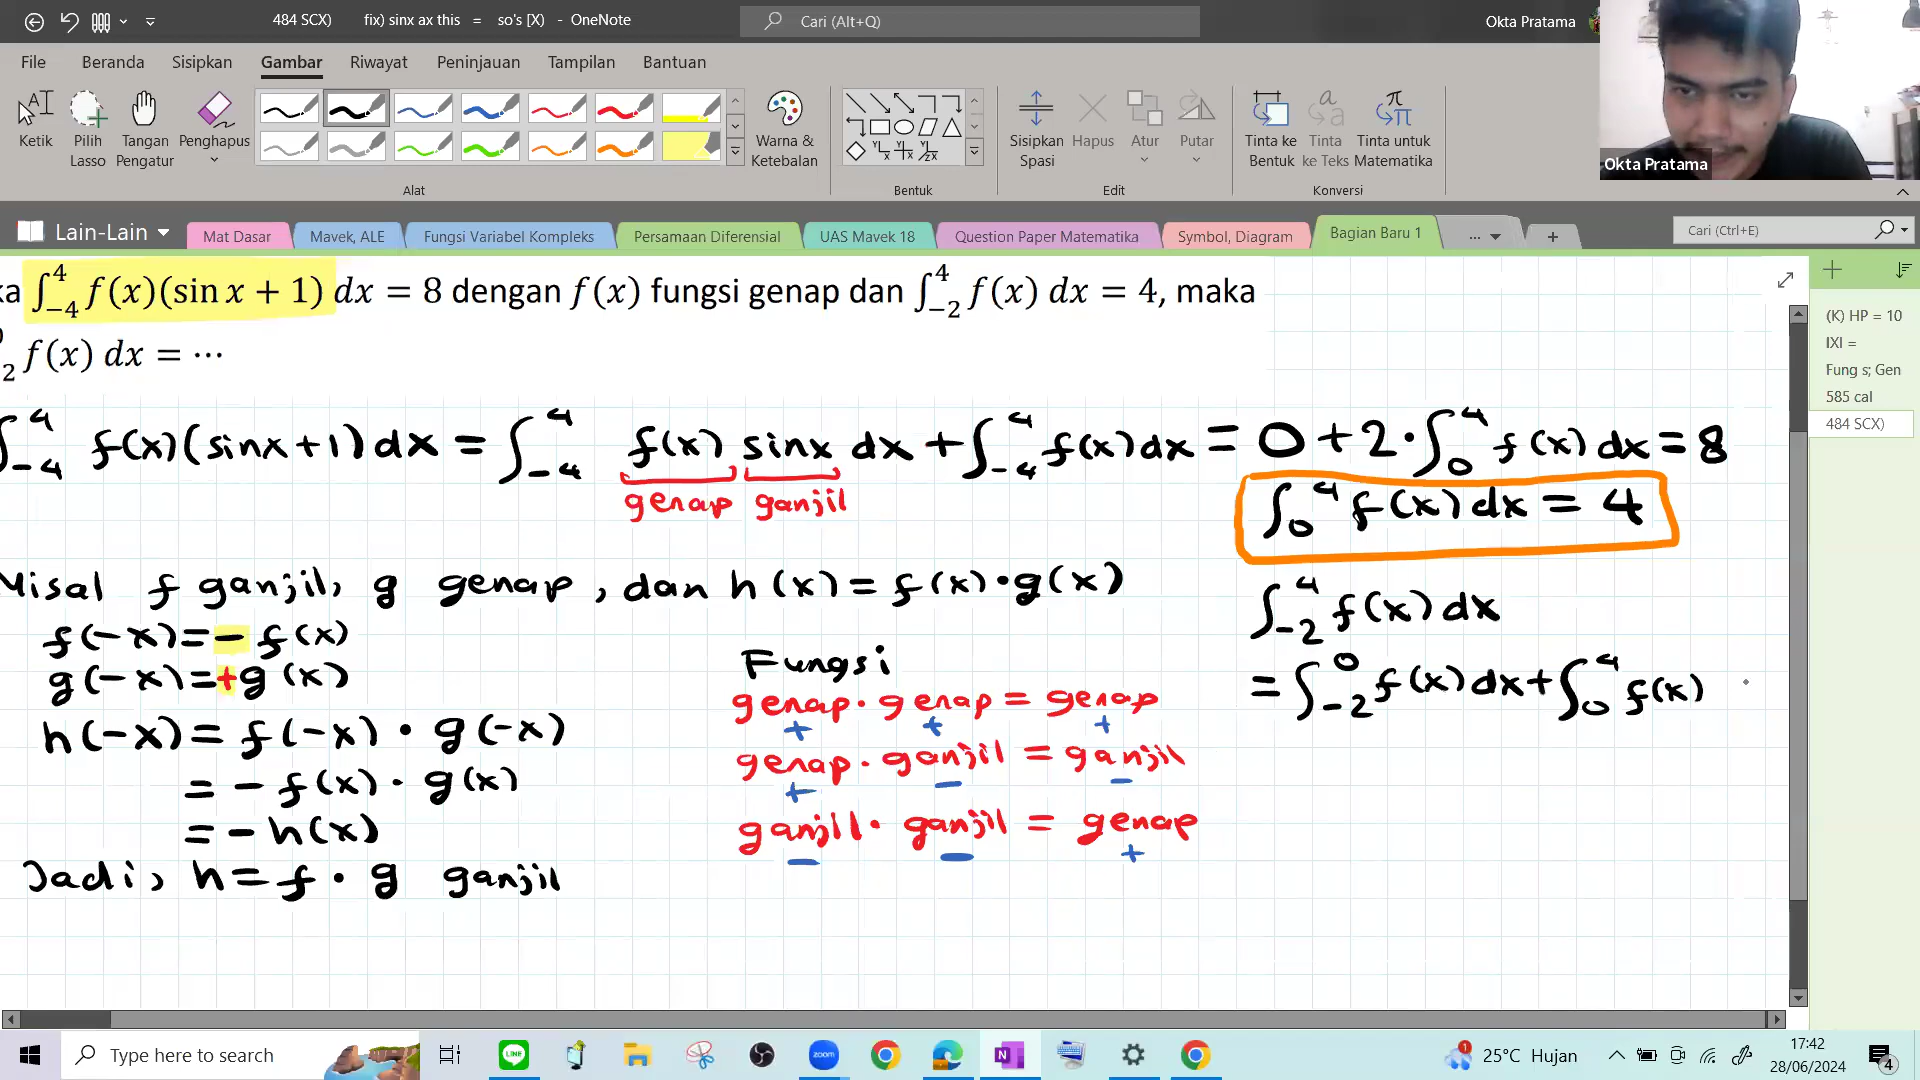 484 SCX) fix) sinx ax this = so's [X] - OneNote
Cari (Alt+Q)
Okta Pratama
File Beranda Sisipkan Gambar Riwayat Peninjauan Tampilan Bantuan
Ketik
Pilih Lasso
Tangan Pengatur
Penghapus
Warna & Ketebalan
Sisipkan Spasi
Hapus
Atur
Putar
Tinta ke Bentuk
Tinta ke Teks
Tinta untuk Matematika
Alat
Bentuk
Edit
Konversi
Okta Pratama
Lain-Lain
Mat Dasar
Mavek, ALE
Fungsi Variabel Kompleks
Persamaan Diferensial
UAS Mavek 18
Question Paper Matematika
Symbol, Diagram
Bagian Baru 1
...
Cari (Ctrl+E)
(K) HP = 10
IXI =
Fung s; Gen
585 cal
484 SCX)
ka ∫_{-4}^{4} f(x)(sin x + 1) dx = 8 dengan f(x) fungsi genap dan ∫_{-2}^{4} f(x) dx = 4, maka
2 f(x) dx = ⋯
∫_{-4}^{4} f(x)(sinx+1)dx = ∫_{-4}^{4} f(x) sinx dx + ∫_{-4}^{4} f(x)dx = 0 + 2·∫_{0}^{4} f(x)dx = 8
genap ganjil
∫_{0}^{4} f(x)dx = 4
Misal f ganjil, g genap, dan h(x) = f(x)·g(x)
f(-x) = - f(x)
g(-x) = +g(x)
h(-x) = f(-x) · g(-x)
= - f(x) · g(x)
= - h(x)
Jadi, h = f · g ganjil
Fungsi
genap · genap = genap
+ + +
genap · ganjil = ganjil
+ - -
ganjil · ganjil = genap
- - +
∫_{-2}^{4} f(x)dx
= ∫_{-2}^{0} f(x)dx + ∫_{0}^{4} f(x)
Type here to search
LINE
zoom
1
25°C Hujan
17:42
28/06/2024
4